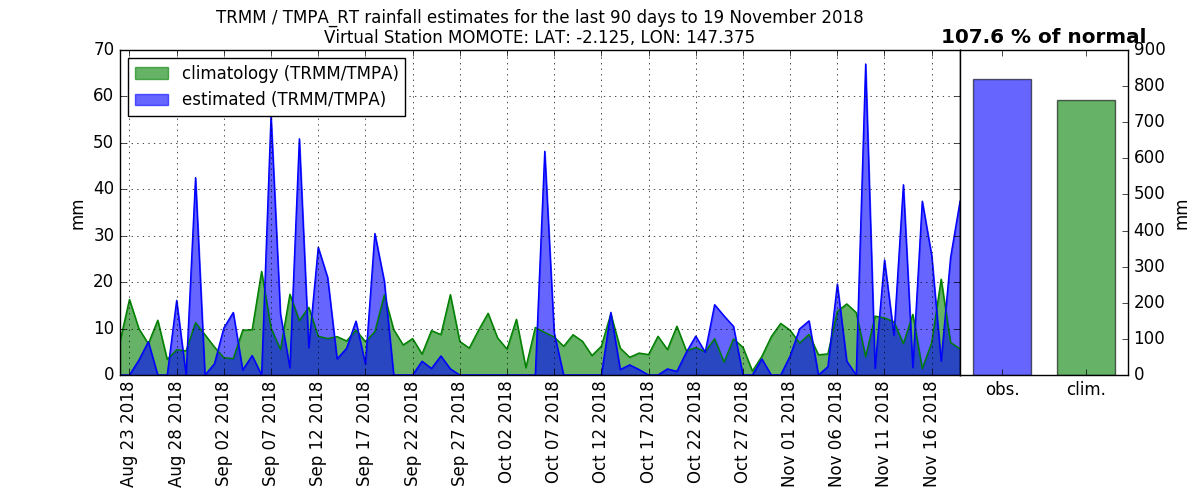 TRMM / TMPA_RT rainfall estimates for the last 90 days to 19 November 2018
Virtual Station MOMOTE: LAT: -2.125, LON: 147.375
107.6 % of normal
climatology (TRMM/TMPA)
estimated (TRMM/TMPA)
70
60
50
40
30
20
10
0
mm
Aug 23 2018
Aug 28 2018
Sep 02 2018
Sep 07 2018
Sep 12 2018
Sep 17 2018
Sep 22 2018
Sep 27 2018
Oct 02 2018
Oct 07 2018
Oct 12 2018
Oct 17 2018
Oct 22 2018
Oct 27 2018
Nov 01 2018
Nov 06 2018
Nov 11 2018
Nov 16 2018
obs.
clim.
900
800
700
600
500
400
300
200
100
0
mm